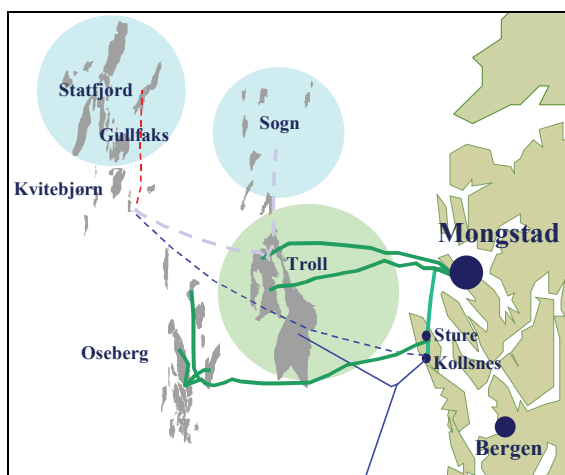 Statfjord
Sogn
Gullfaks
Kvitebjørn
Mongstad
Troll
Sture
Oseberg
Kollsnes
Bergen